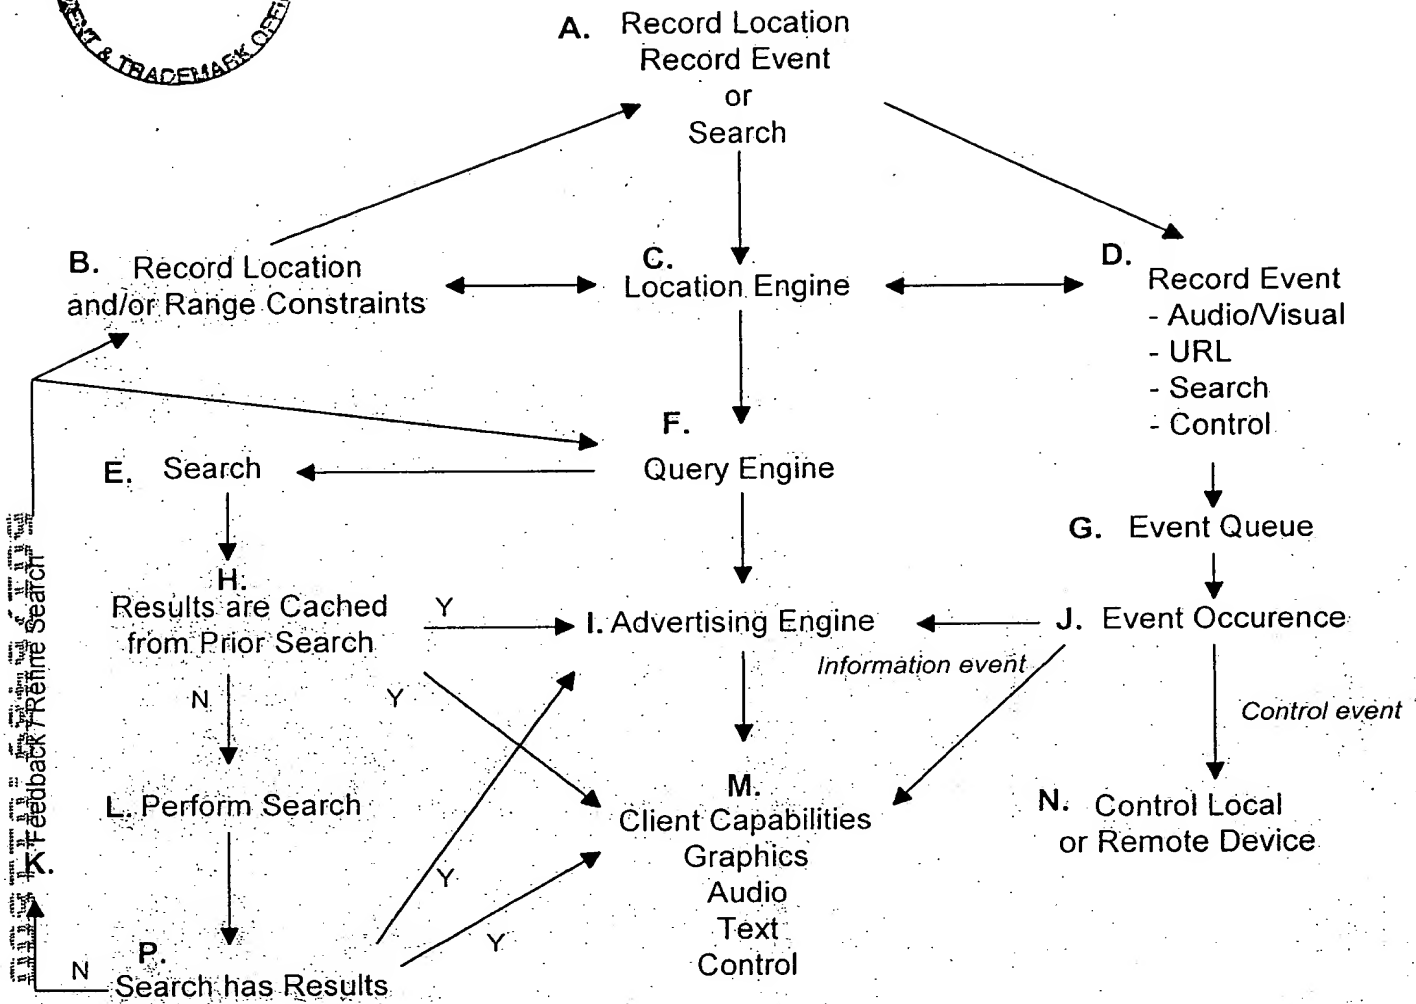 ENT & TRADEMARK OFFI
A. Record Location
Record Event
or
Search
B. Record Location
and/or Range Constraints
C.
Location Engine
D.
Record Event
- Audio/Visual
- URL
- Search
- Control
F.
Query Engine
E. Search
G. Event Queue
H.
Results are Cached
from Prior Search
Y
I. Advertising Engine
J. Event Occurence
Information event
N
Y
Control event
L. Perform Search
M.
Client Capabilities
Graphics
Audio
Text
Control
N. Control Local
or Remote Device
K.
Feedback / Refine Search
Y
Y
P.
Search has Results
N